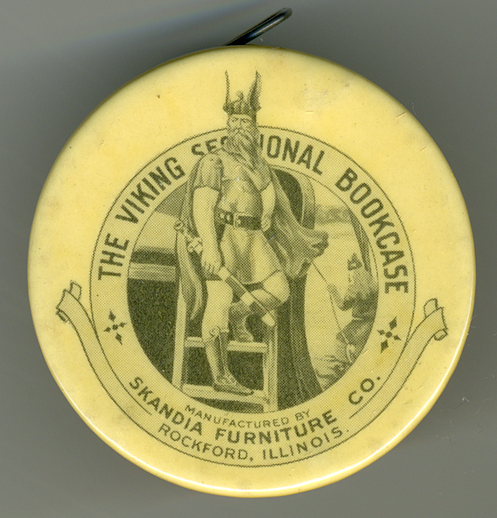 THE VIKING SECTIONAL BOOKCASE
MANUFACTURED BY
SKANDIA FURNITURE CO.
ROCKFORD, ILLINOIS.